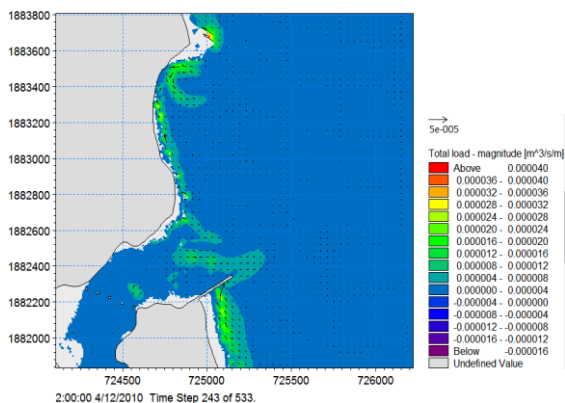 1883800
1883600
1883400
1883200
1883000
1882800
1882600
1882400
1882200
1882000
724500 725000 725500 726000
2:00:00 4/12/2010 Time Step 243 of 533.
5e-005
Total load - magnitude [m^3/s/m]
Above 0.000040
0.000036 - 0.000040
0.000032 - 0.000036
0.000028 - 0.000032
0.000024 - 0.000028
0.000020 - 0.000024
0.000016 - 0.000020
0.000012 - 0.000016
0.000008 - 0.000012
0.000004 - 0.000008
0.000000 - 0.000004
-0.000004 - 0.000000
-0.000008 - -0.000004
-0.000012 - -0.000008
-0.000016 - -0.000012
Below -0.000016
Undefined Value